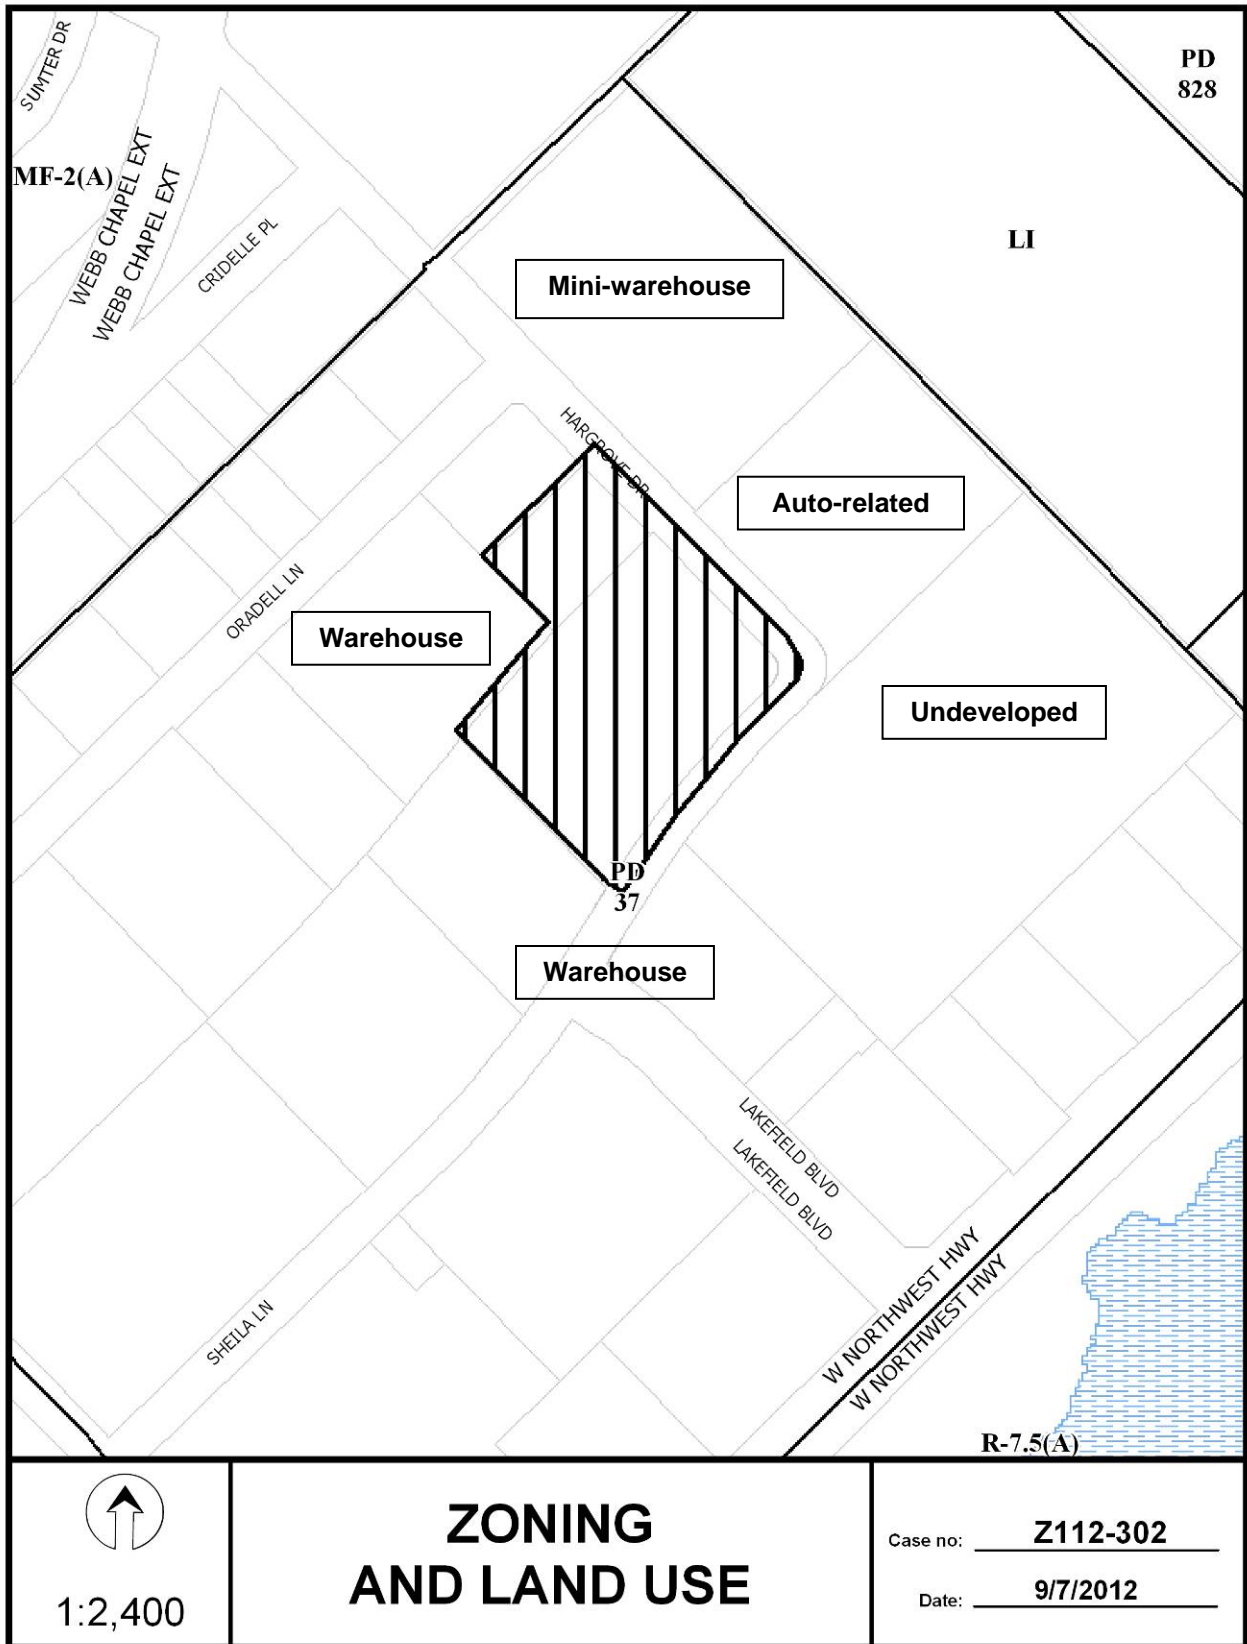 SUMTER DR
PD
828
MF-2(A)
WEBB CHAPEL EXT
WEBB CHAPEL EXT
CRIDELLE PL
LI
Mini-warehouse
HARGROVE DR
Auto-related
ORADELL LN
Warehouse
Undeveloped
PD
37
Warehouse
LAKEFIELD BLVD
LAKEFIELD BLVD
W NORTHWEST HWY
W NORTHWEST HWY
SHEILA LN
R-7.5(A)
1:2,400
ZONING
AND LAND USE
Case no: Z112-302
Date: 9/7/2012